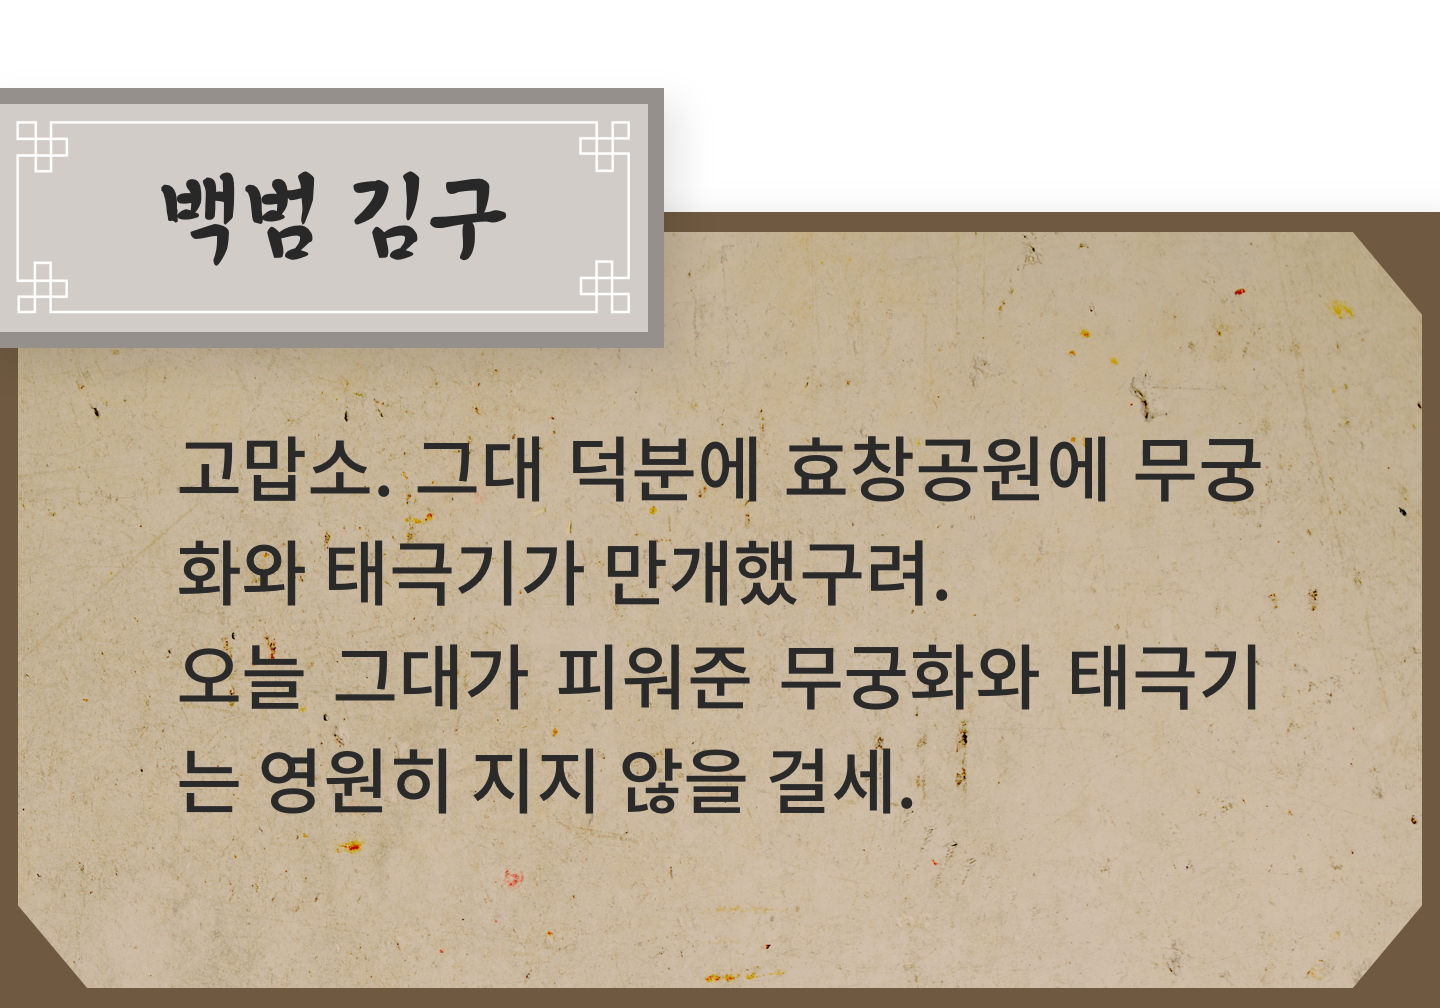 백범 김구
고맙소. 그대 덕분에 효창공원에 무궁
화와 태극기가 만개했구려.
오늘 그대가 피워준 무궁화와 태극기
는 영원히 지지 않을 걸세.